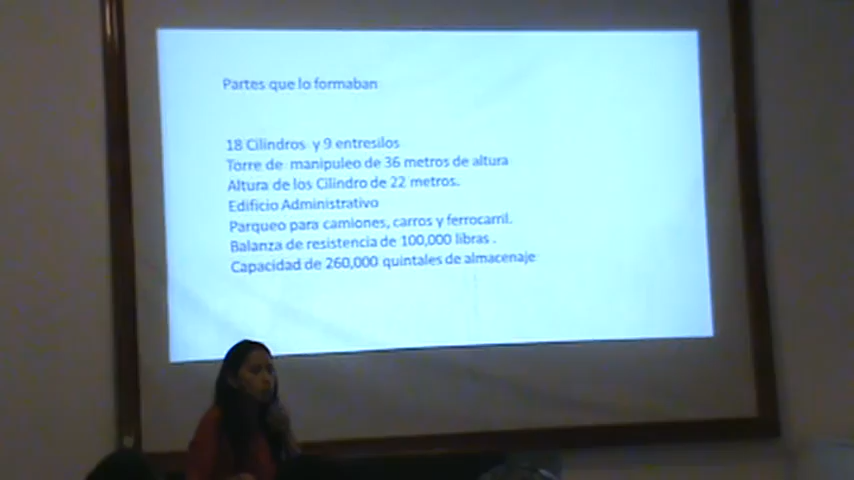 Partes que lo formaban
18 Cilindros y 9 entresilos
Torre de manipuleo de 36 metros de altura
Altura de los Cilindro de 22 metros.
Edificio Administrativo
Parqueo para camiones, carros y ferrocarril.
Balanza de resistencia de 100,000 libras .
Capacidad de 260,000 quintales de almacenaje